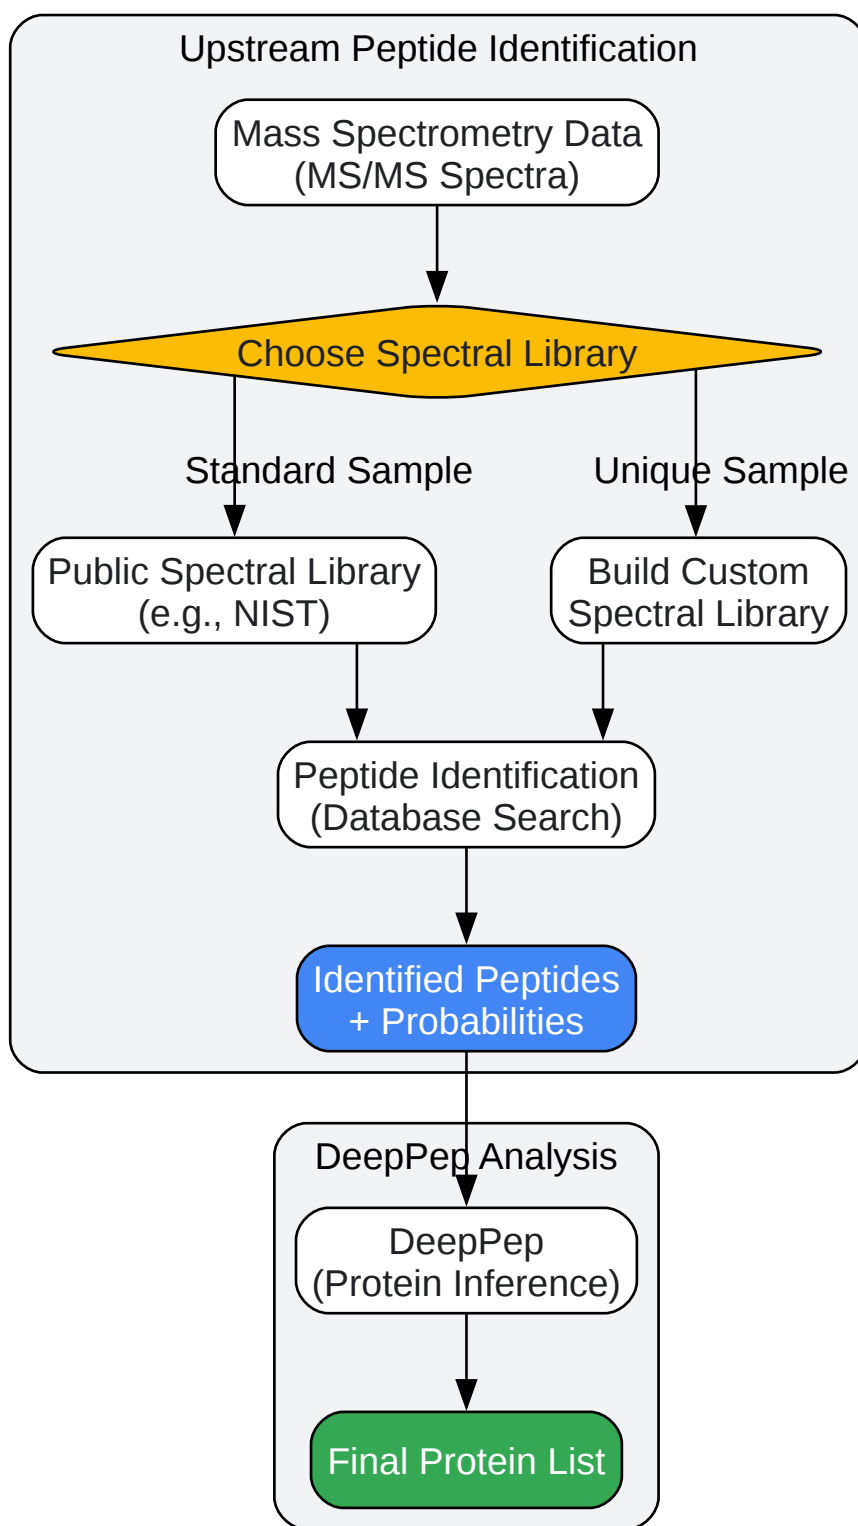 Upstream Peptide Identification
Mass Spectrometry Data
(MS/MS Spectra)
Choose Spectral Library
Standard Sample
Unique Sample
Public Spectral Library
(e.g., NIST)
Build Custom
Spectral Library
Peptide Identification
(Database Search)
Identified Peptides
+ Probabilities
DeepPep Analysis
DeepPep
(Protein Inference)
Final Protein List